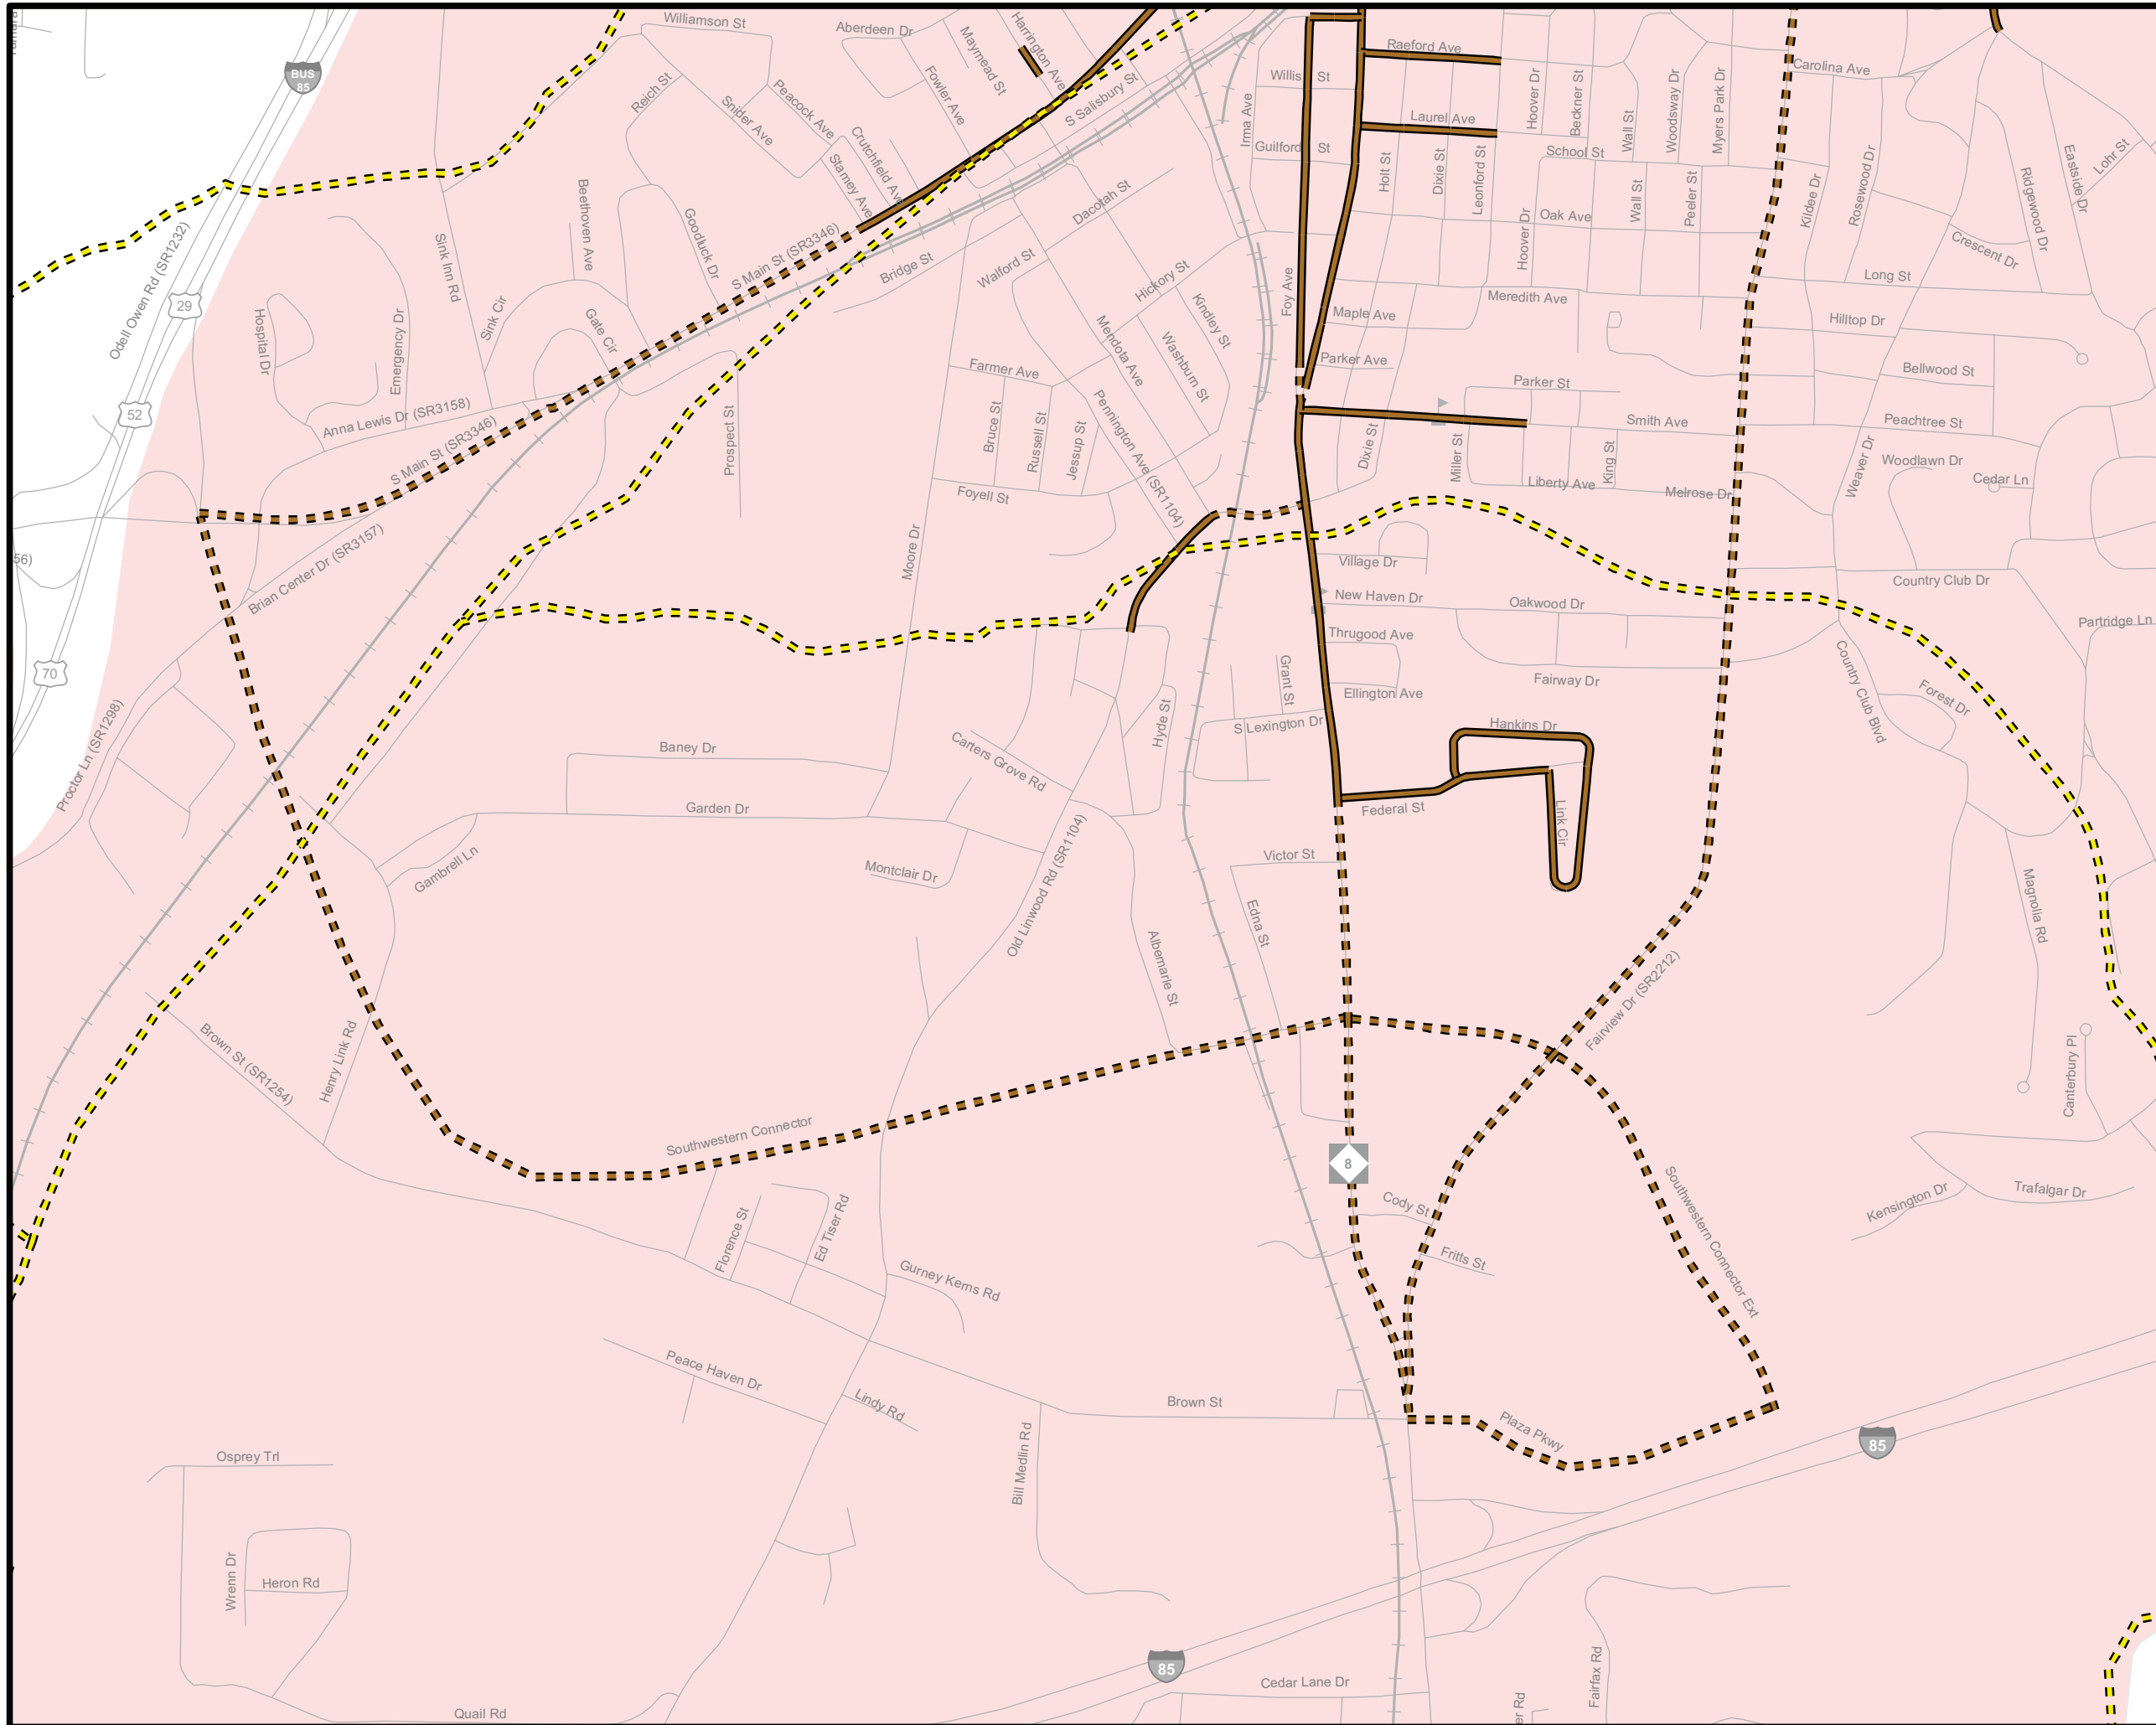 Williamson St
Aberdeen Dr
Harrington Ave
Maymead St
Fowler Ave
Raeford Ave
Carolina Ave
BUS
85
Reich St
Snider Ave
Peacock Ave
S Salisbury St
Willis St
Irma Ave
Hoover Dr
Beckner St
Wall St
Woodsway Dr
Myers Park Dr
Laurel Ave
Crutchfield Ave
Starney Ave
Guilford St
School St
Holt St
Dixie St
Leonford St
Wall St
Peeler St
Kildee Dr
Rosewood Dr
Ridgewood Dr
Eastside Dr
Lohr St
Beethoven Ave
Goodluck Dr
Dacotah St
Oak Ave
Hoover Dr
Crescent Dr
Odell Owen Rd (SR1232)
Sink Inn Rd
S Main St (SR3346)
Bridge St
Walford St
Hickory St
Long St
29
Hospital Dr
Emergency Dr
Sink Cir
Gate Cir
Kindley St
Foy Ave
Meredith Ave
Maple Ave
Hilltop Dr
Mendota Ave
Washburn St
Parker Ave
Farmer Ave
Parker St
Bellwood St
52
Anna Lewis Dr (SR3158)
S Main St (SR3346)
Prospect St
Bruce St
Russell St
Jessup St
Pennington Ave (SR1104)
Dixie St
Miller St
Smith Ave
King St
Peachtree St
Weaver Dr
Woodlawn Dr
Cedar Ln
Foyell St
Liberty Ave
Melrose Dr
56)
Brian Center Dr (SR3157)
Moore Dr
Village Dr
Country Club Dr
New Haven Dr
Oakwood Dr
Partridge Ln
Thrugood Ave
70
Grant St
Ellington Ave
Fairway Dr
Country Club Blvd
Forest Dr
Proctor Ln (SR1298)
Hyde St
S Lexington Dr
Hankins Dr
Baney Dr
Carters Grove Rd
Garden Dr
Federal St
Link Cir
Gambrell Ln
Montclair Dr
Old Linwood Rd (SR1104)
Victor St
Edna St
Magnolia Rd
Albemarle St
Fairview Dr (SR2212)
Brown St (SR1254)
Henry Link Rd
Canterbury Pl
Southwestern Connector
8
Cody St
Southwestern Connector Ext
Kensington Dr
Trafalgar Dr
Florence St
Ed Tiser Rd
Fritts St
Gurney Kerns Rd
Peace Haven Dr
Lindy Rd
Brown St
Plaza Pkwy
85
Osprey Trl
Bill Medlin Rd
Wrenn Dr
Heron Rd
85
Fairfax Rd
Cedar Lane Dr
er Rd
Quail Rd